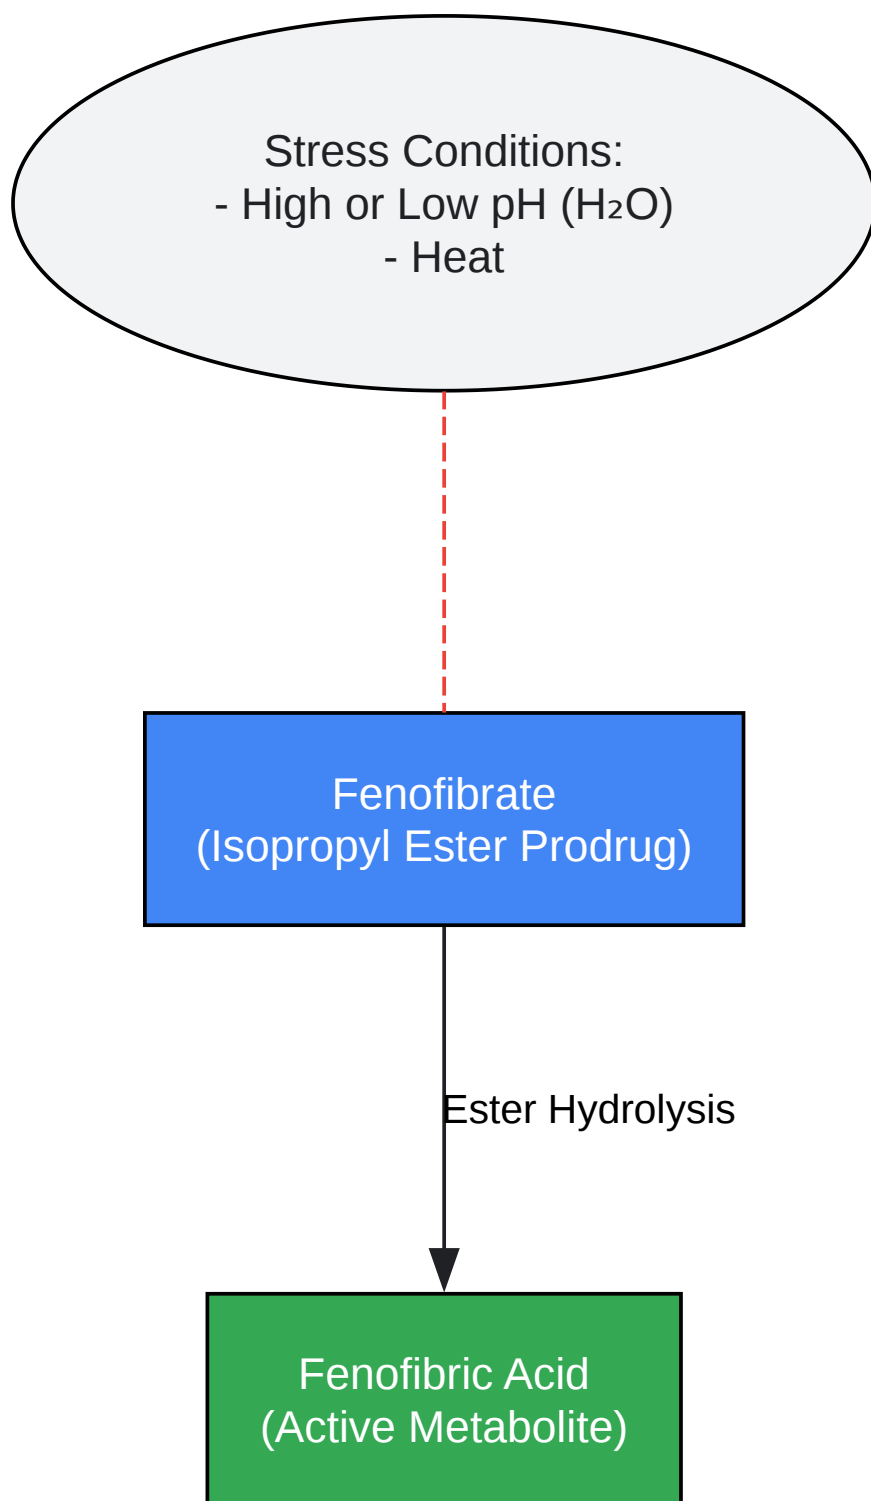 Stress Conditions:
- High or Low pH (H₂O)
- Heat
Fenofibrate
(Isopropyl Ester Prodrug)
Ester Hydrolysis
Fenofibric Acid
(Active Metabolite)